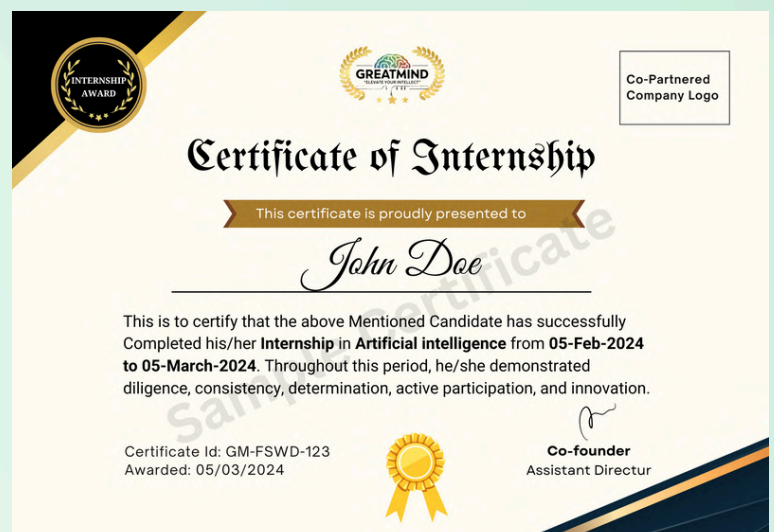 INTERNSHIP
AWARD
GREATMIND
"ELEVATE YOUR INTELLECT"
Co-Partnered
Company Logo
Certificate of Internship
This certificate is proudly presented to
John Doe
This is to certify that the above Mentioned Candidate has successfully
Completed his/her Internship in Artificial intelligence from 05-Feb-2024
to 05-March-2024. Throughout this period, he/she demonstrated
diligence, consistency, determination, active participation, and innovation.
Sample Certificate
Certificate Id: GM-FSWD-123
Awarded: 05/03/2024
Co-founder
Assistant Directur